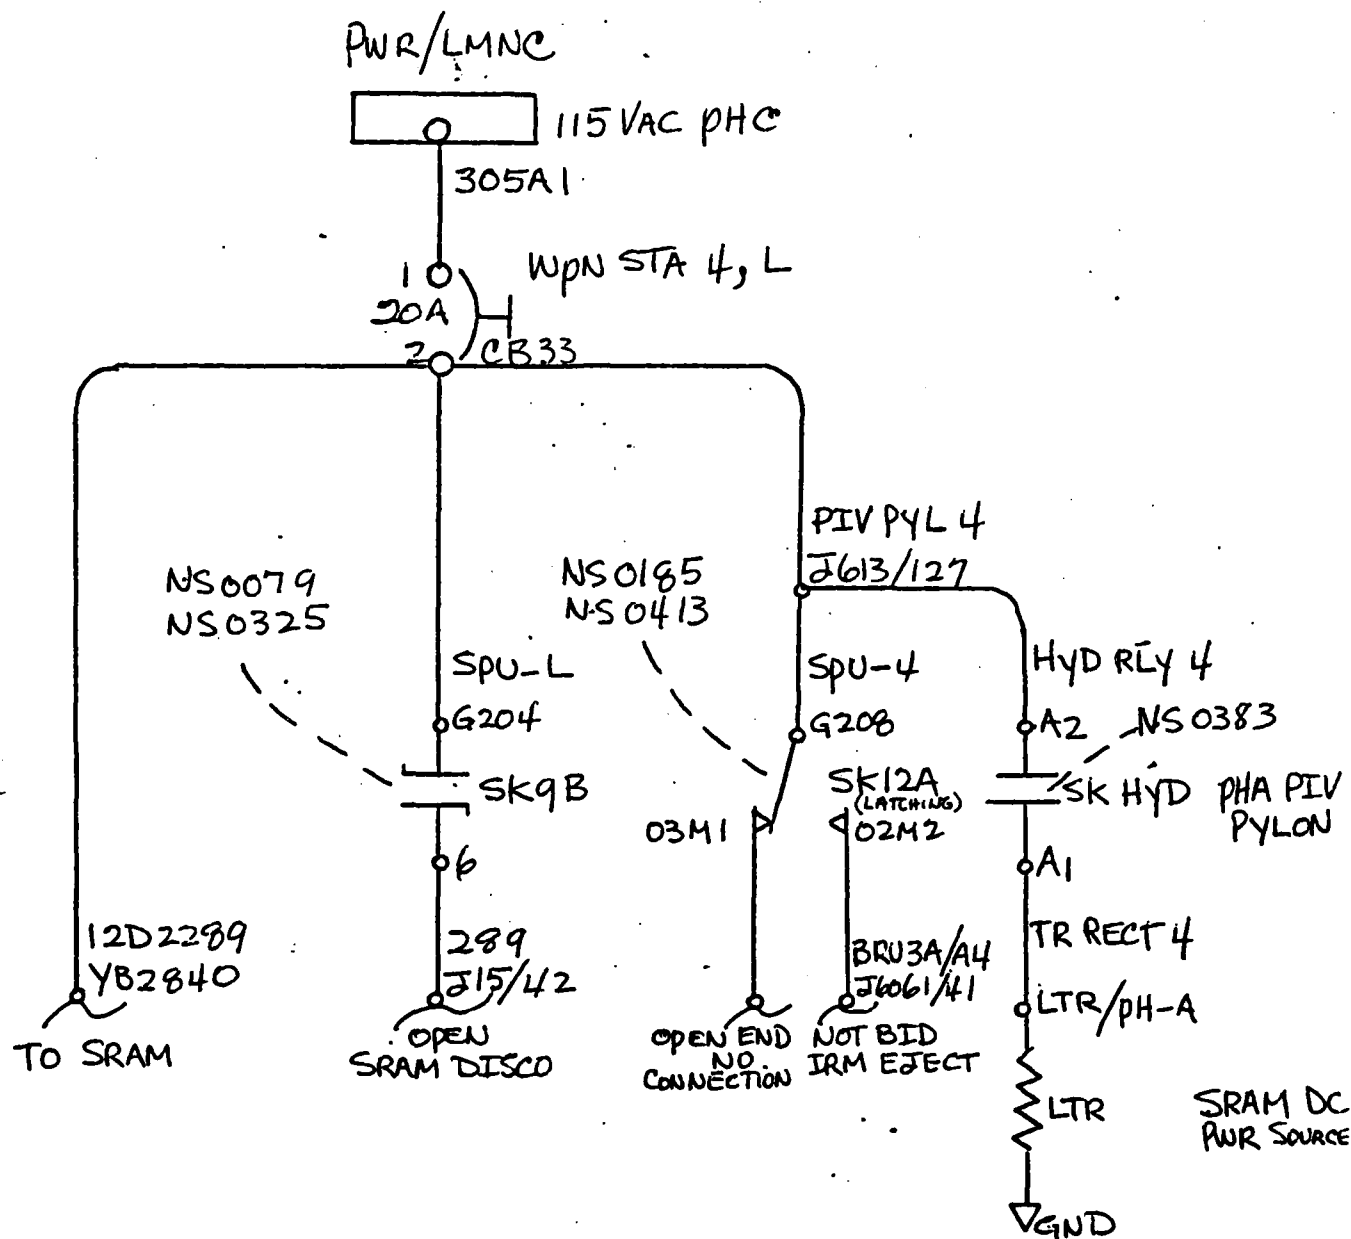 PWR/LMNC
115 VAC PHC
305A1
WPN STA 4, L
1
20A
2
CB33
PIV PYL 4
J613/127
NS0079
NS0325
NS0185
NS0413
SPU-L
G204
SPU-4
G208
HYD RLY 4
A2
NS0383
SK9B
SK12A
(LATCHING)
03M1
02M2
SK HYD
PHA PIV
PYLON
6
A1
12D2289
YB2840
289
J15/42
BRU3A/A4
J6061/41
TR RECT 4
LTR/PH-A
TO SRAM
OPEN
SRAM DISCO
OPEN END
NO
CONNECTION
NOT BID
IRM EJECT
LTR
SRAM DC
PWR SOURCE
GND